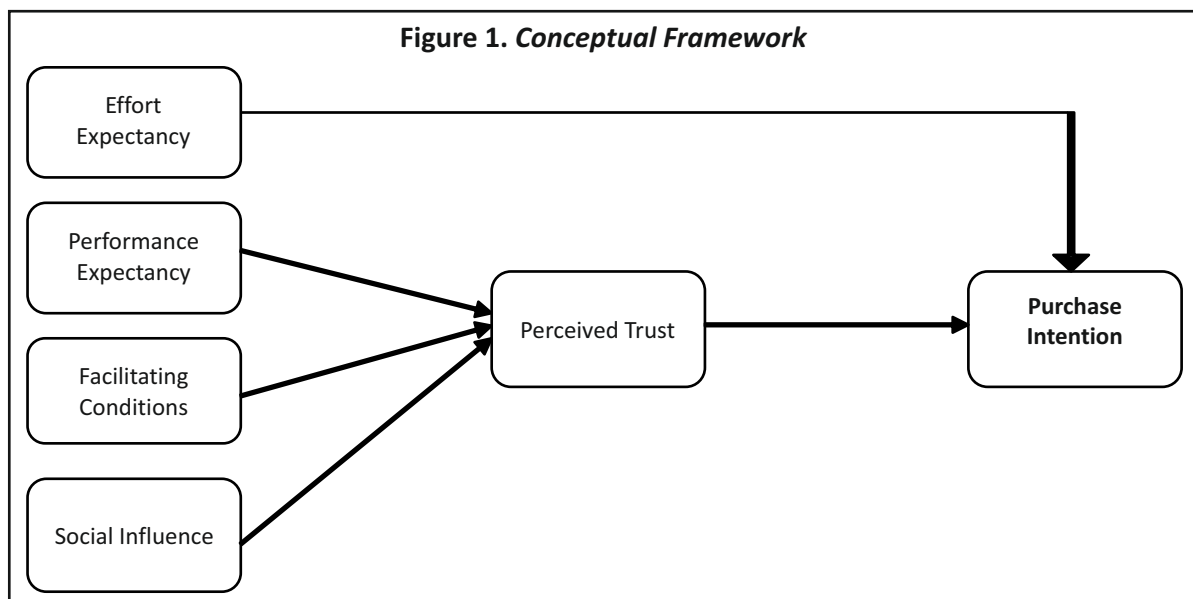 Figure 1. Conceptual Framework
Effort
Expectancy
Performance
Expectancy
Facilitating
Conditions
Social Influence
Perceived Trust
Purchase
Intention